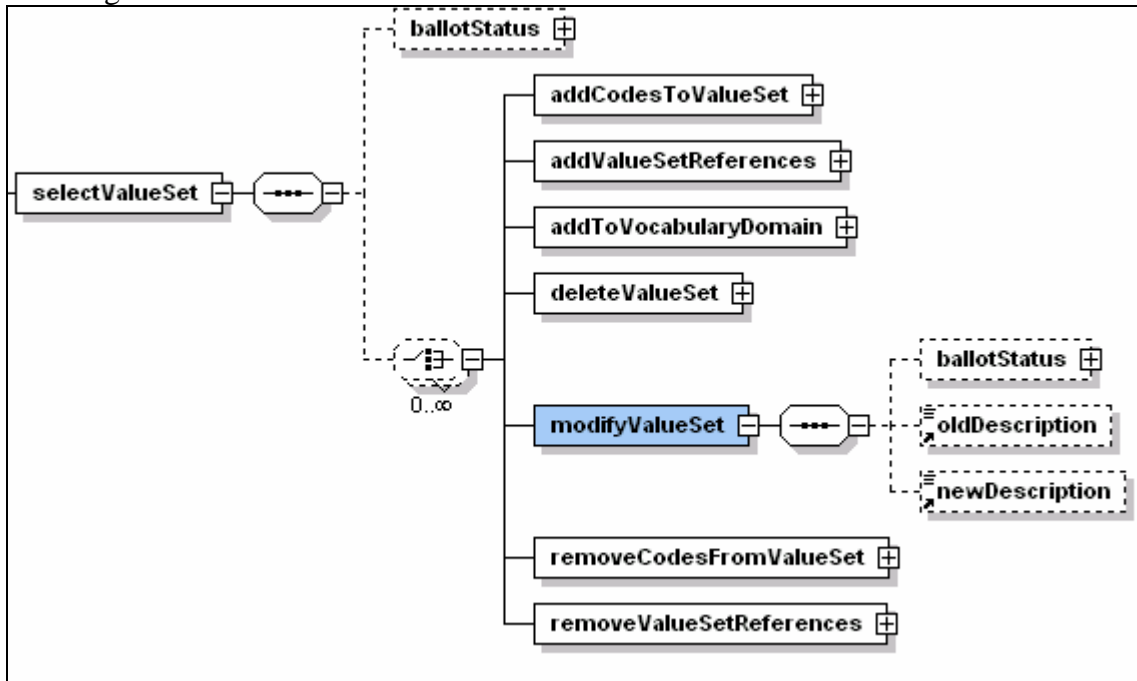 ballotStatus
addCodesToValueSet
addValueSetReferences
selectValueSet
addToVocabularyDomain
deleteValueSet
ballotStatus
0..∞
modifyValueSet
oldDescription
newDescription
removeCodesFromValueSet
removeValueSetReferences